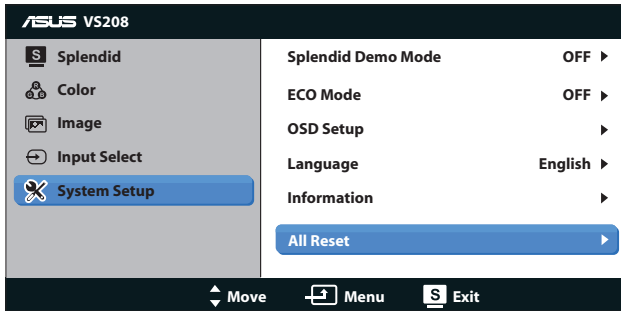 ASUS VS208
S Splendid
Color
Image
Input Select
System Setup
Splendid Demo Mode OFF
ECO Mode OFF
OSD Setup
Language English
Information
All Reset
Move Menu S Exit